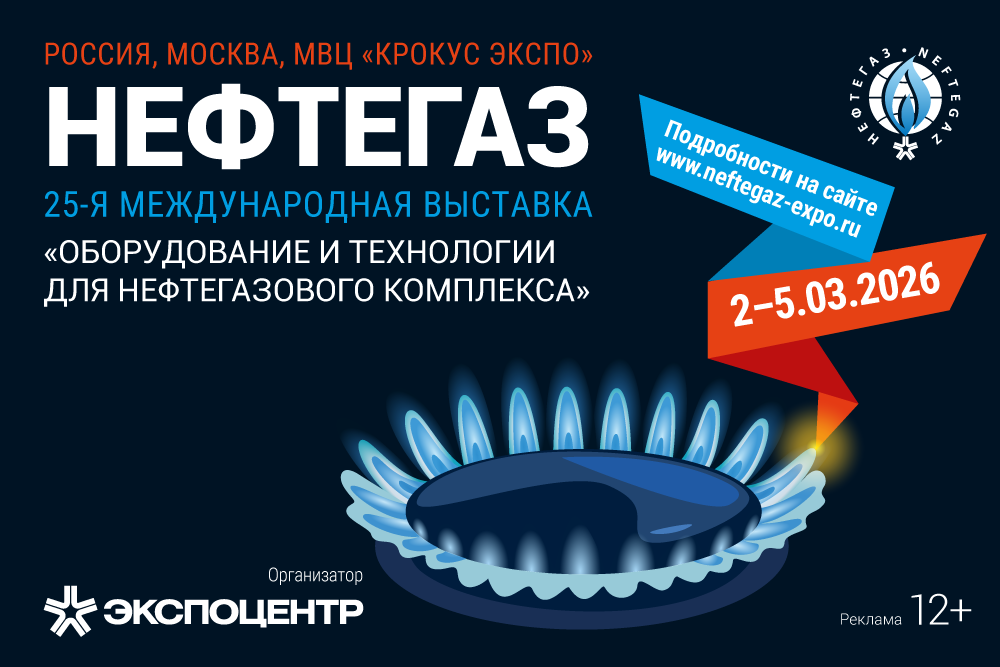 РОССИЯ, МОСКВА, МВЦ «КРОКУС ЭКСПО»
НЕФТЕГАЗ
25-Я МЕЖДУНАРОДНАЯ ВЫСТАВКА
«ОБОРУДОВАНИЕ И ТЕХНОЛОГИИ
ДЛЯ НЕФТЕГАЗОВОГО КОМПЛЕКСА»
НЕФТЕГАЗ • NEFTEGAZ
Подробности на сайте
www.neftegaz-expo.ru
2–5.03.2026
Организатор
ЭКСПОЦЕНТР
Реклама 12+